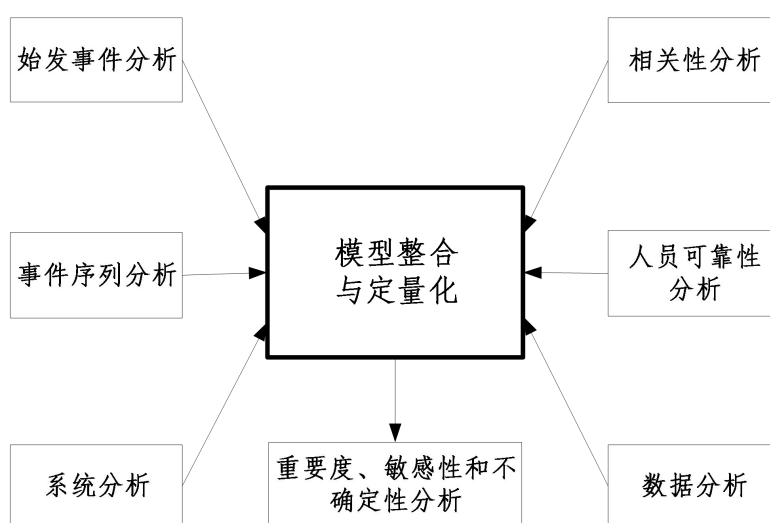 始发事件分析
相关性分析
模型整合
与定量化
事件序列分析
人员可靠性
分析
系统分析
重要度、敏感性和不
确定性分析
数据分析